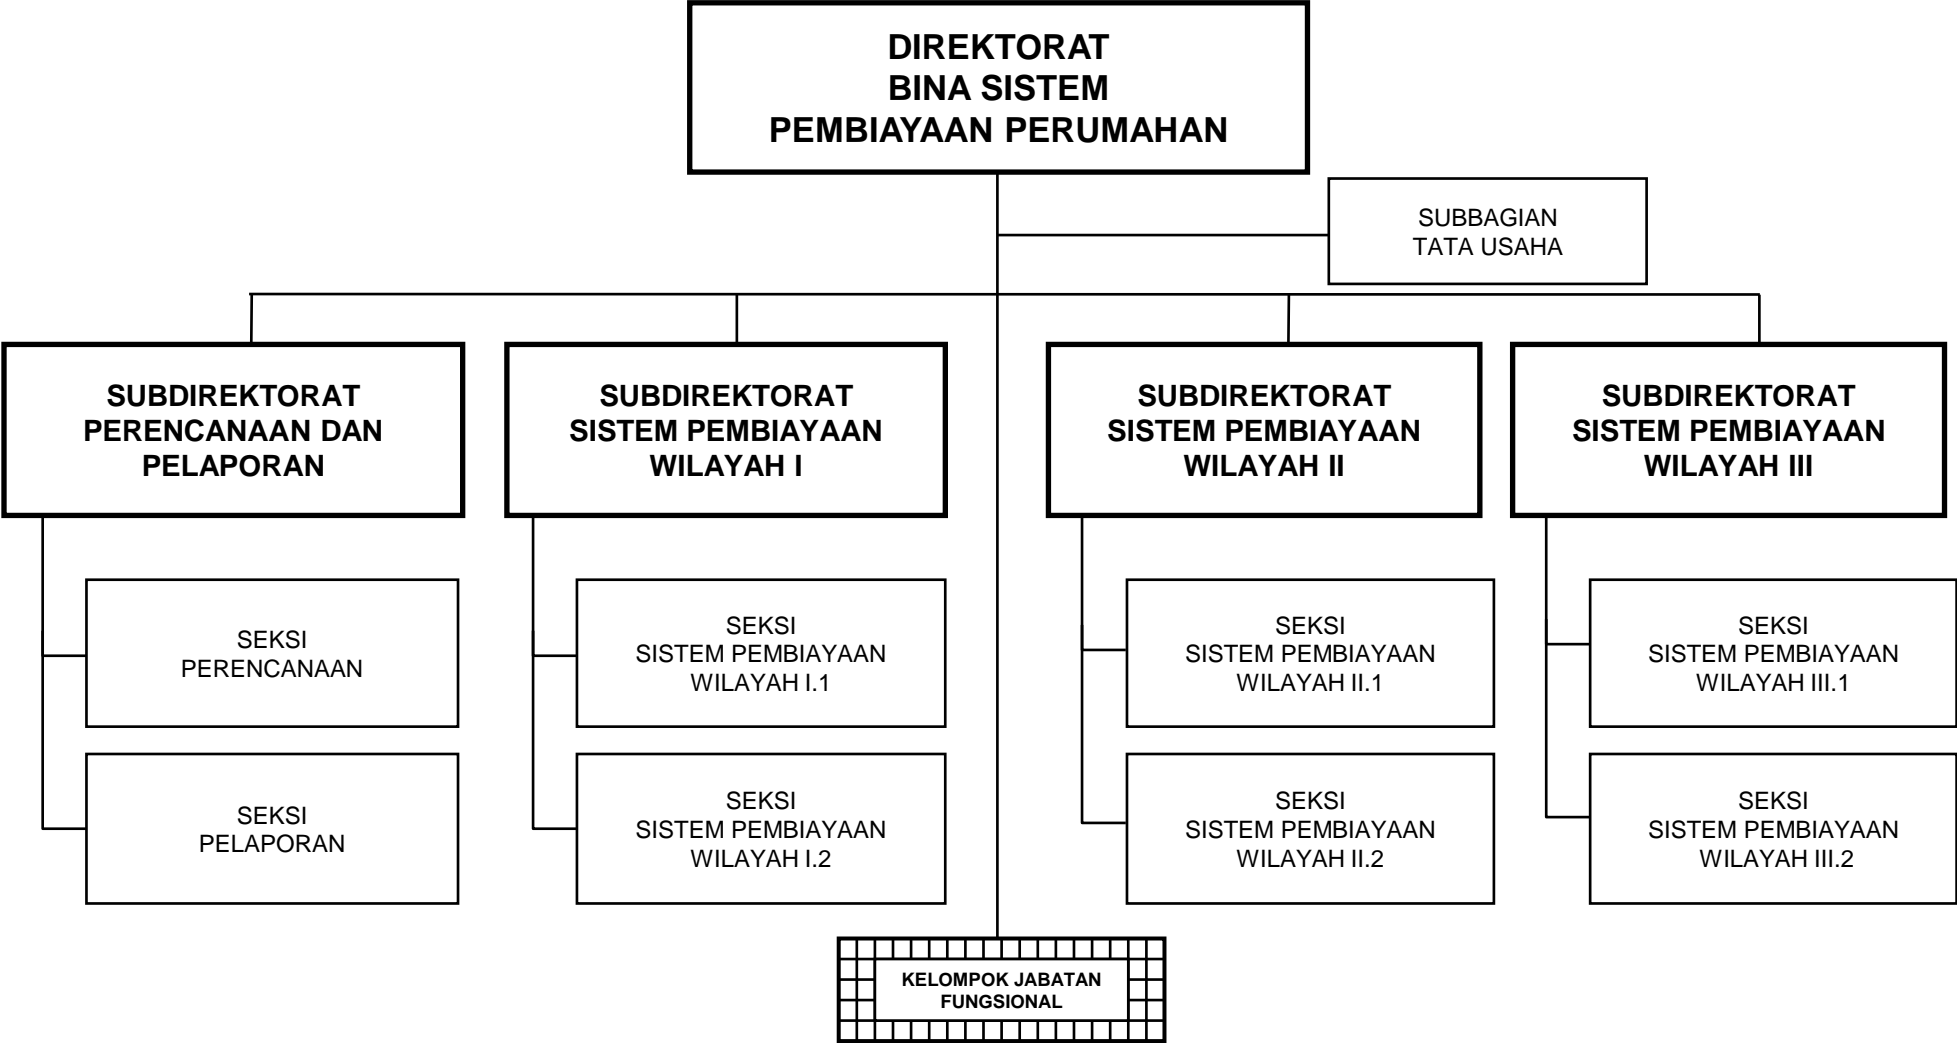 DIREKTORAT
BINA SISTEM
PEMBIAYAAN PERUMAHAN
SUBBAGIAN
TATA USAHA
SUBDIREKTORAT
PERENCANAAN DAN
PELAPORAN
SUBDIREKTORAT
SISTEM PEMBIAYAAN
WILAYAH I
SUBDIREKTORAT
SISTEM PEMBIAYAAN
WILAYAH II
SUBDIREKTORAT
SISTEM PEMBIAYAAN
WILAYAH III
SEKSI
PERENCANAAN
SEKSI
SISTEM PEMBIAYAAN
WILAYAH I.1
SEKSI
SISTEM PEMBIAYAAN
WILAYAH II.1
SEKSI
SISTEM PEMBIAYAAN
WILAYAH III.1
SEKSI
PELAPORAN
SEKSI
SISTEM PEMBIAYAAN
WILAYAH I.2
SEKSI
SISTEM PEMBIAYAAN
WILAYAH II.2
SEKSI
SISTEM PEMBIAYAAN
WILAYAH III.2
KELOMPOK JABATAN
FUNGSIONAL